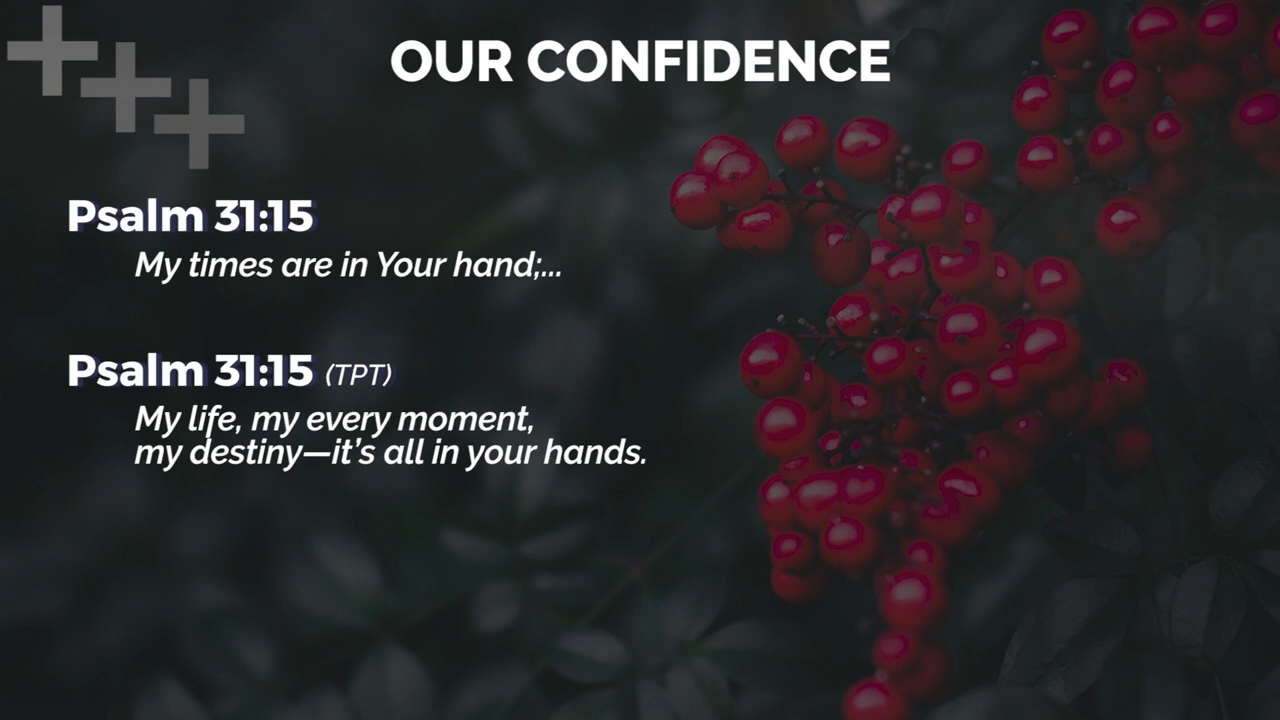 OUR CONFIDENCE
Psalm 31:15
My times are in Your hand;...
Psalm 31:15 (TPT)
My life, my every moment,
my destiny—it’s all in your hands.